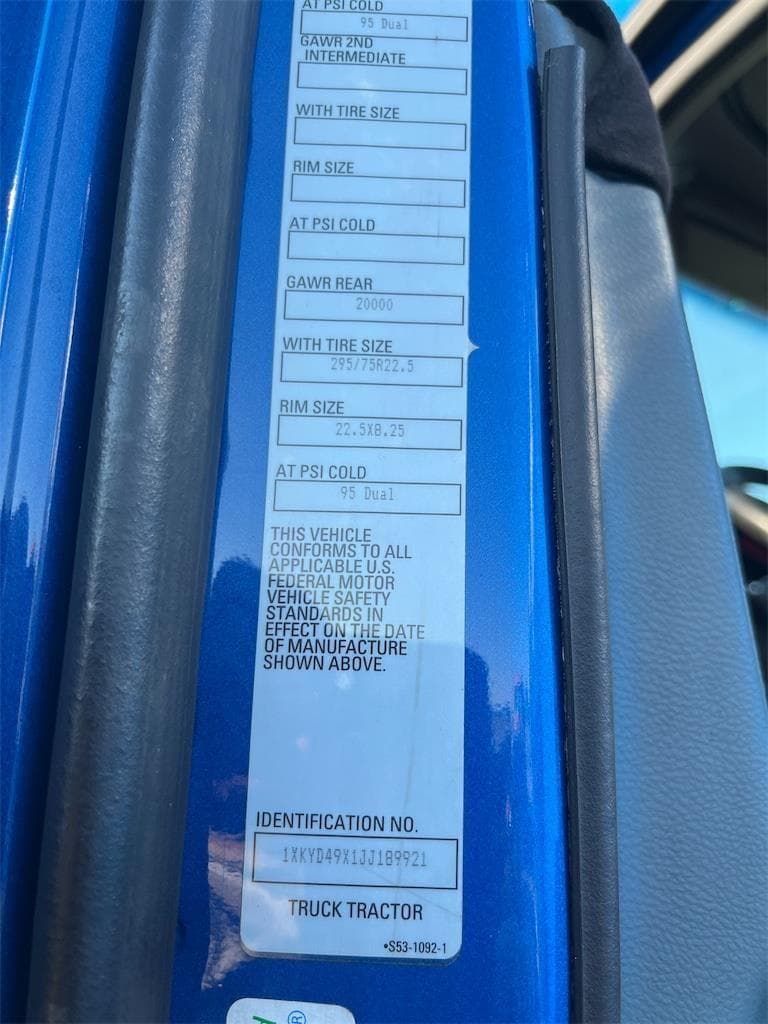 AT PSI COLD
95 Dual
GAWR 2ND
INTERMEDIATE
WITH TIRE SIZE
RIM SIZE
AT PSI COLD
GAWR REAR
20000
WITH TIRE SIZE
295/75R22.5
RIM SIZE
22.5X8.25
AT PSI COLD
95 Dual
THIS VEHICLE
CONFORMS TO ALL
APPLICABLE U.S.
FEDERAL MOTOR
VEHICLE SAFETY
STANDARDS IN
EFFECT ON THE DATE
OF MANUFACTURE
SHOWN ABOVE.
IDENTIFICATION NO.
1XKYD49X1JJ189921
TRUCK TRACTOR
•S53-1092-1